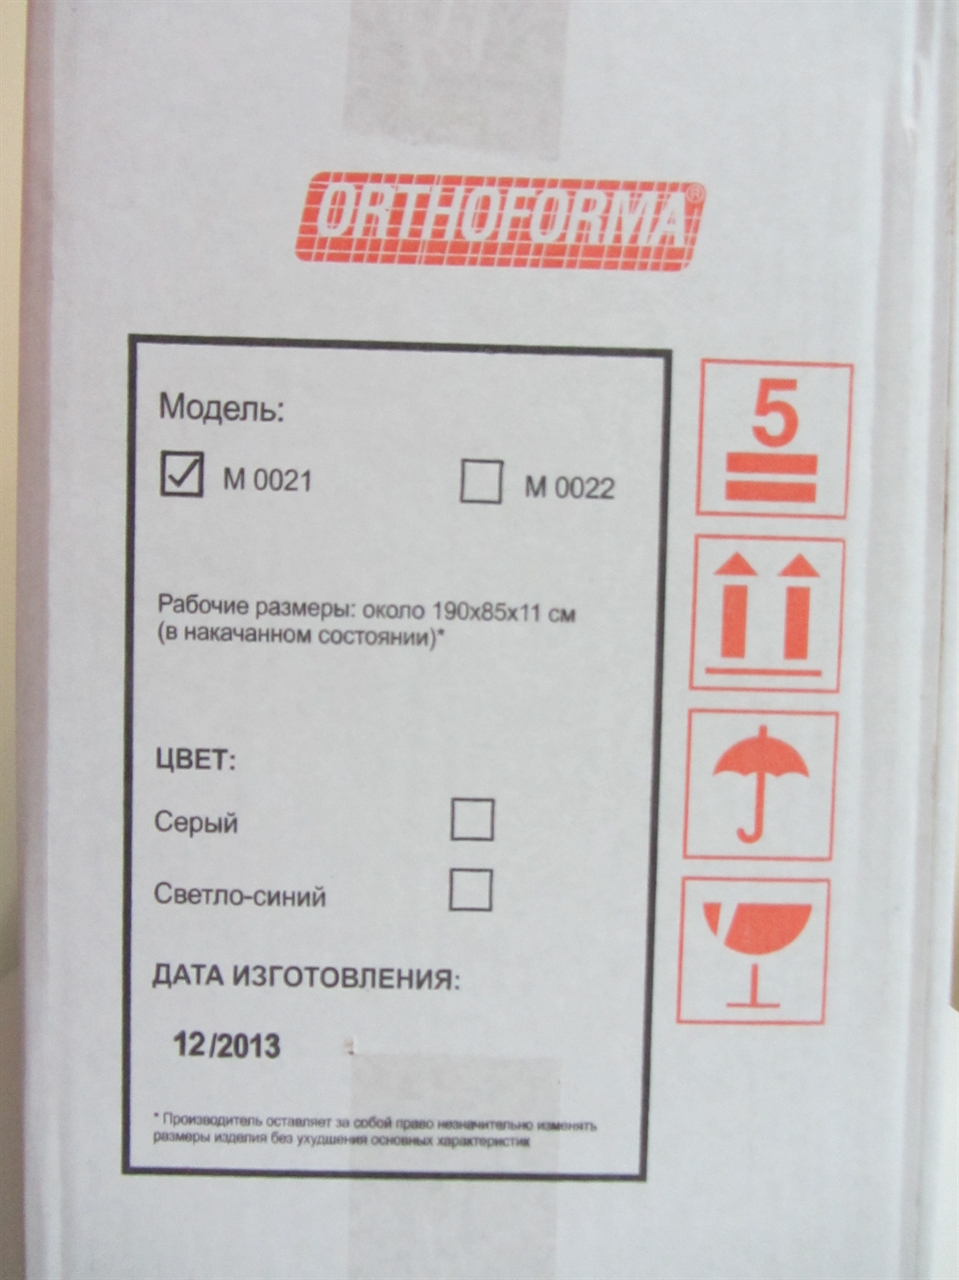 ORTHOFORMA®
Модель:
М 0021 М 0022
Рабочие размеры: около 190х85х11 см
(в накачанном состоянии)*
ЦВЕТ:
Серый
Светло-синий
ДАТА ИЗГОТОВЛЕНИЯ:
12/2013
* Производитель оставляет за собой право незначительно изменять
размеры изделия без ухудшения основных характеристик
5